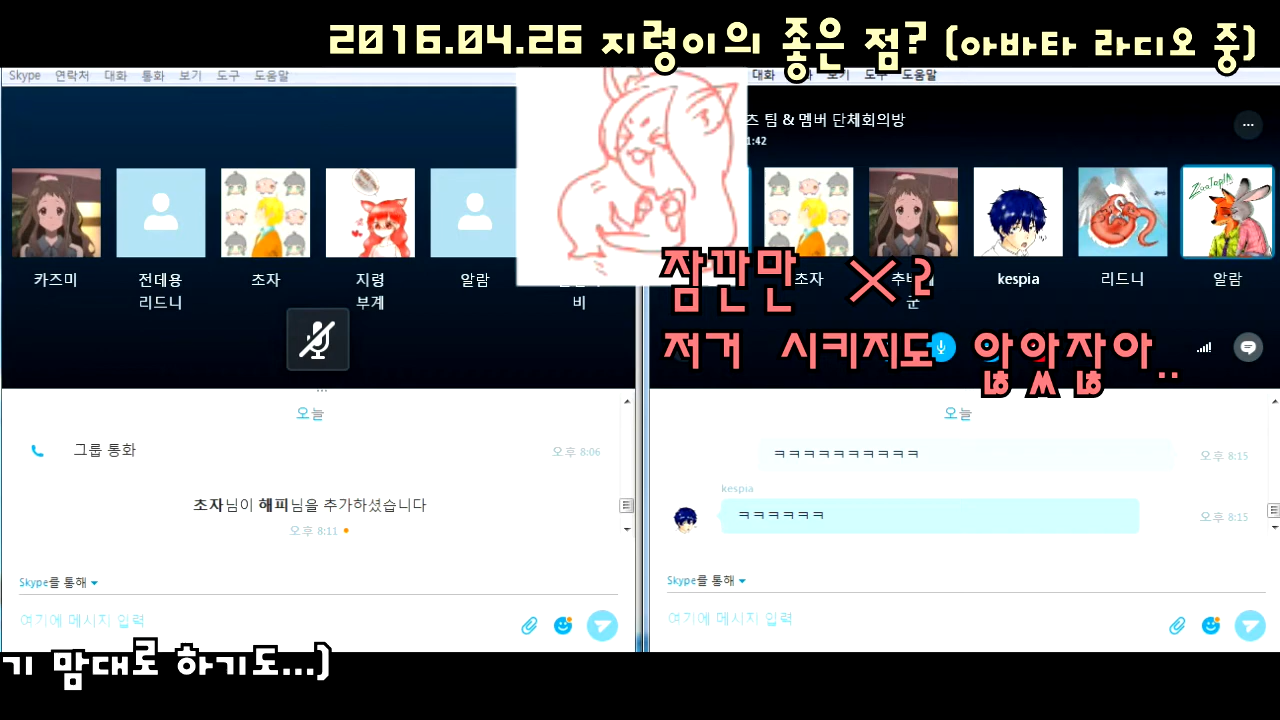 2016.04.26 지령이의 좋은 점? (아바타 라디오 중)
Skype 연락처 대화 통화 보기 도구 도움말
대화 보기 도구 도움말
즈 팀 & 멤버 단체회의방
1:42
카즈미
전데용
리드니
초자
지령
부계
알람
비
초자
추바
군
kespia
리드니
알람
ZooTopiA
잠깐만 X2
저거 시키지도 않았잖아..
오늘
그룹 통화
오후 8:06
초자님이 해피님을 추가하셨습니다
오후 8:11
Skype를 통해
여기에 메시지 입력
오늘
ㅋㅋㅋㅋㅋㅋㅋㅋㅋㅋ
오후 8:15
kespia
ㅋㅋㅋㅋㅋㅋ
오후 8:15
Skype를 통해
여기에 메시지 입력
기 맘대로 하기도...)